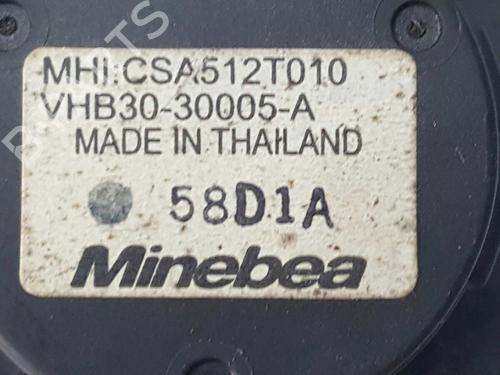 MHI:CSA512T010
VHB30-30005-A
MADE IN THAILAND
58D1A
Minebea